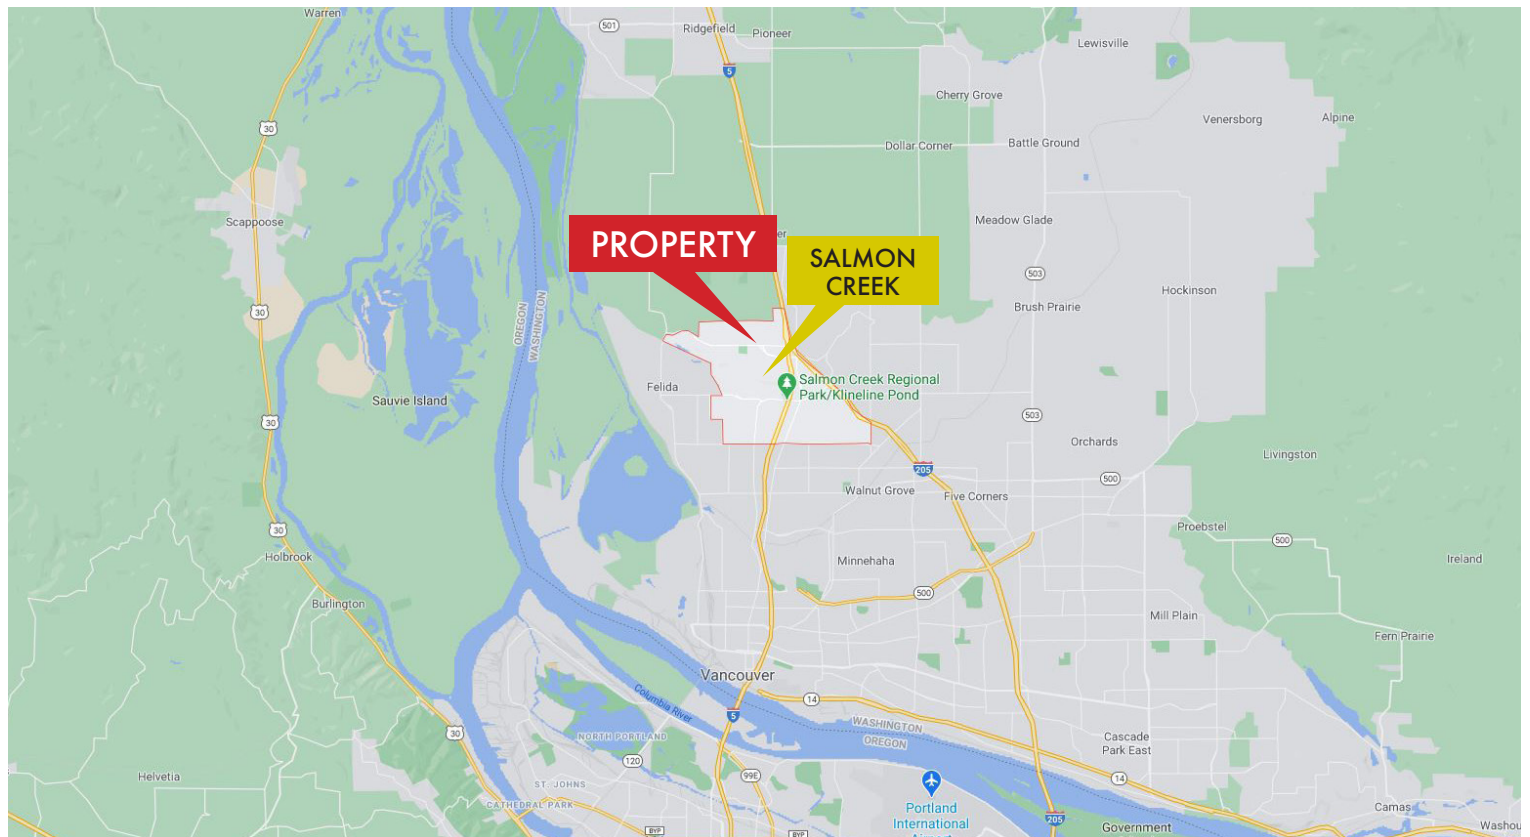 Warren
501
Ridgefield
Pioneer
Lewisville
5
Cherry Grove
30
Venersborg
Alpine
Dollar Corner
Battle Ground
Scappoose
Meadow Glade
PROPERTY
SALMON
CREEK
503
Hockinson
30
OREGON
WASHINGTON
Brush Prairie
Felida
Salmon Creek Regional
Park/Klineline Pond
Sauvie Island
503
30
Orchards
Livingston
205
500
Walnut Grove
Five Corners
30
Proebstel
500
Holbrook
Minnehaha
Ireland
500
Burlington
Mill Plain
Fern Prairie
Vancouver
Columbia River
14
5
WASHINGTON
OREGON
30
NORTH PORTLAND
Cascade
Park East
120
99E
Helvetia
ST. JOHNS
14
CATHEDRAL PARK
Portland
International
Airport
205
Government
Camas
BYP
BYP